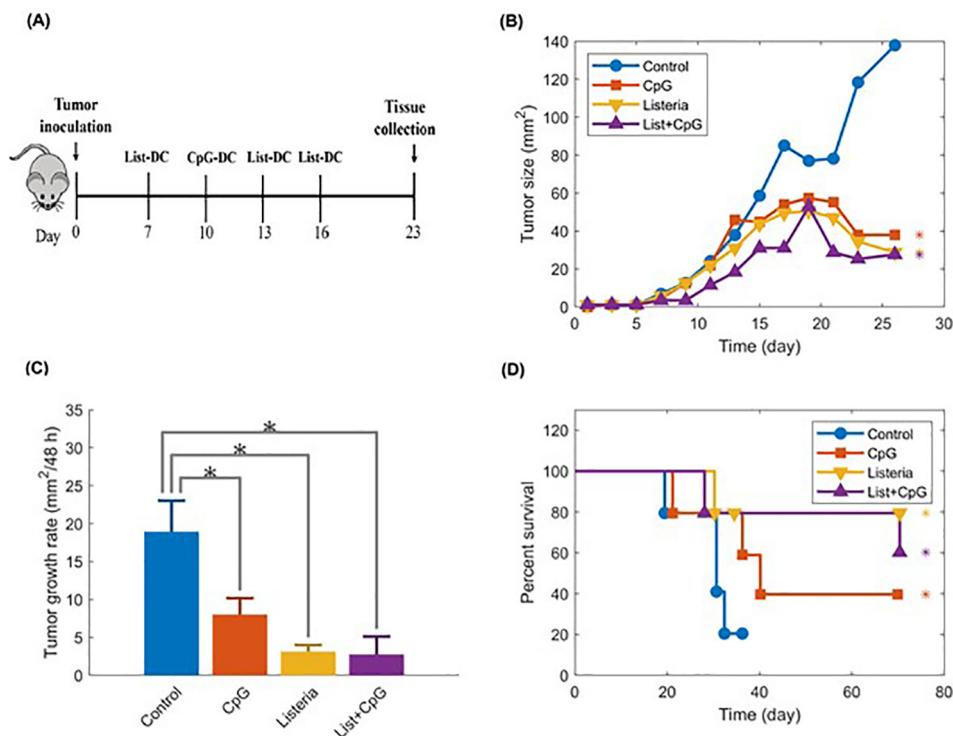 (A)
Tumor
inoculation
Tissue
collection
List-DC CpG-DC List-DC List-DC
Day 0 7 10 13 16 23
(B)
Tumor size (mm²)
140
120
100
80
60
40
20
0
Control
CpG
Listeria
List+CpG
*
*
*
0 5 10 15 20 25 30
Time (day)
(C)
Tumor growth rate (mm²/48 h)
35
30
25
20
15
10
5
0
*
*
*
Control CpG Listeria List+CpG
(D)
Percent survival
120
100
80
60
40
20
0
Control
CpG
Listeria
List+CpG
*
*
*
0 20 40 60 80
Time (day)